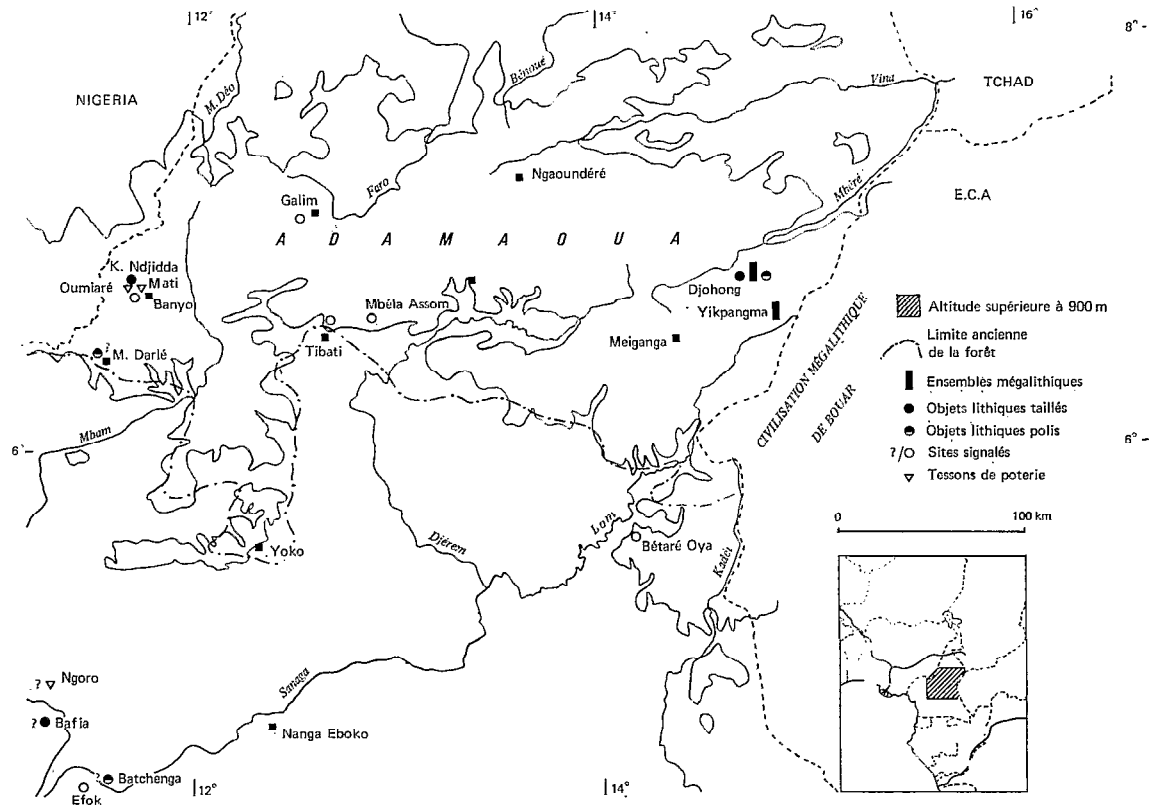 12°
14°
16°
8°
NIGERIA
M. Déo
Bénoué
Vina
TCHAD
Ngaoundéré
Galim
Faro
Mbéré
E.C.A
ADAMAOUA
K. Ndjidda
Oumiaré
Mati
Banyo
Mbéla Assom
Djohong
Yikpangma
Tibati
Meiganga
? M. Darlé
Mbam
6°
6°
CIVILISATION MÉGALITHIQUE
DE BOUAR
Altitude supérieure à 900 m
Limite ancienne
de la forêt
Ensembles mégalithiques
Objets lithiques taillés
Objets lithiques polis
?/ Sites signalés
Tessons de poterie
0 100 km
Yoko
Djérem
Lom
Bétaré Oya
Kadéi
? Ngoro
Sanaga
? Bafia
Nanga Eboko
Batchenga
Efok
12°
14°